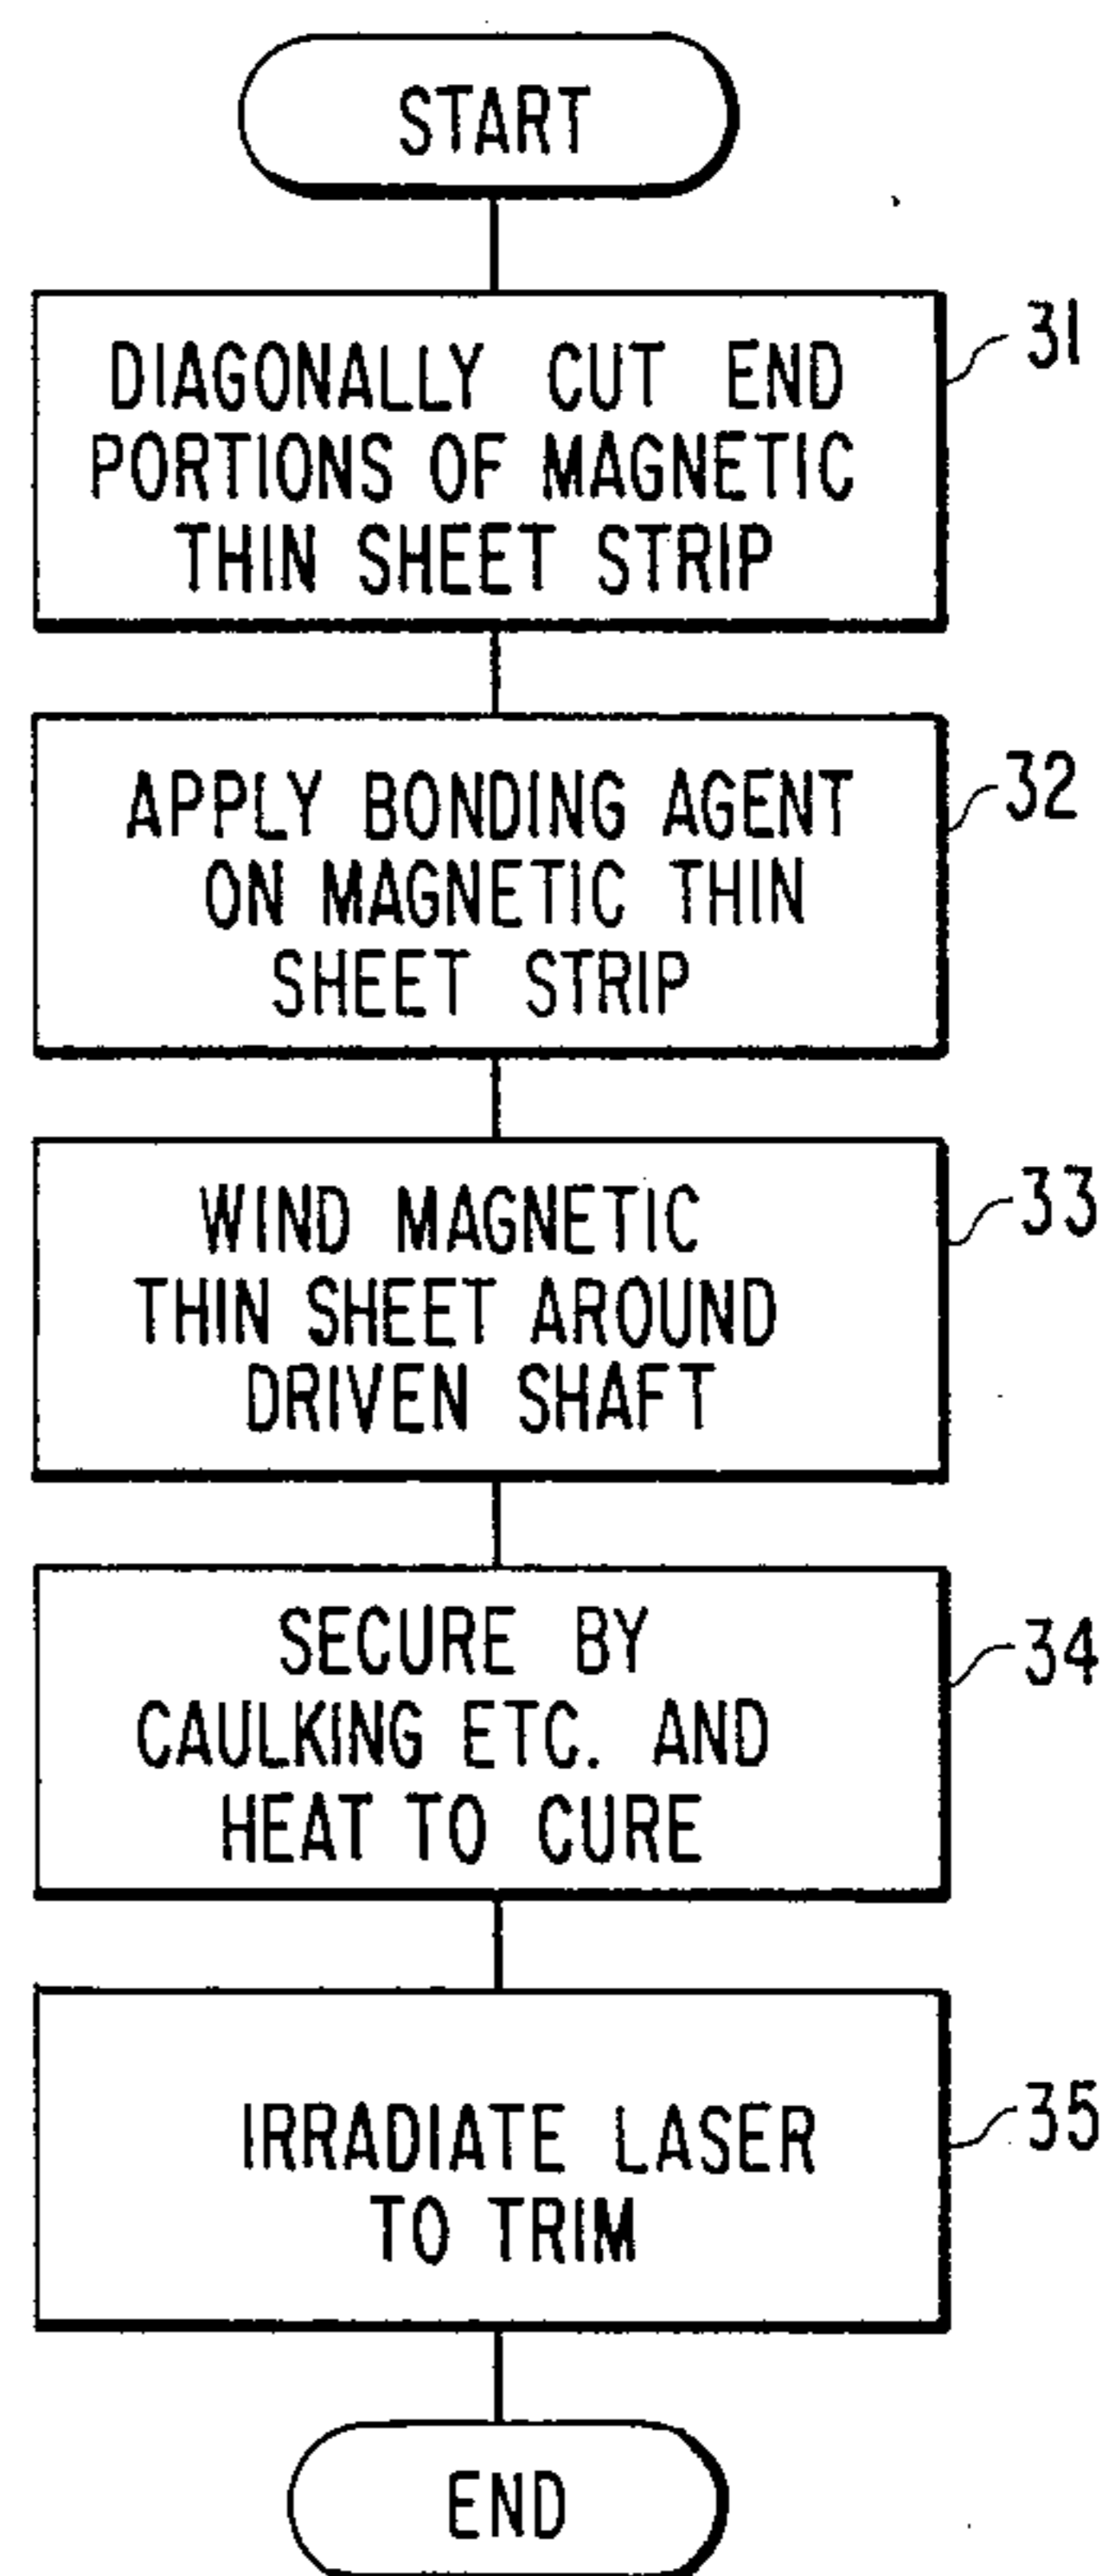 START
DIAGONALLY CUT END
PORTIONS OF MAGNETIC
THIN SHEET STRIP
31
APPLY BONDING AGENT
ON MAGNETIC THIN
SHEET STRIP
32
WIND MAGNETIC
THIN SHEET AROUND
DRIVEN SHAFT
33
SECURE BY
CAULKING ETC. AND
HEAT TO CURE
34
IRRADIATE LASER
TO TRIM
35
END